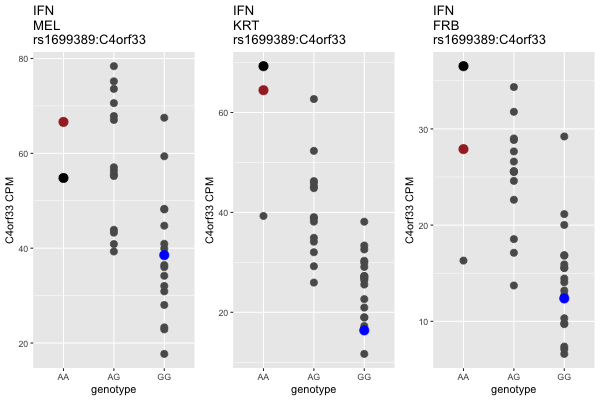 IFN
MEL
rs1699389:C4orf33
80
60
40
20
C4orf33 CPM
AA AG GG
genotype
IFN
KRT
rs1699389:C4orf33
60
40
20
C4orf33 CPM
AA AG GG
genotype
IFN
FRB
rs1699389:C4orf33
30
20
10
C4orf33 CPM
AA AG GG
genotype